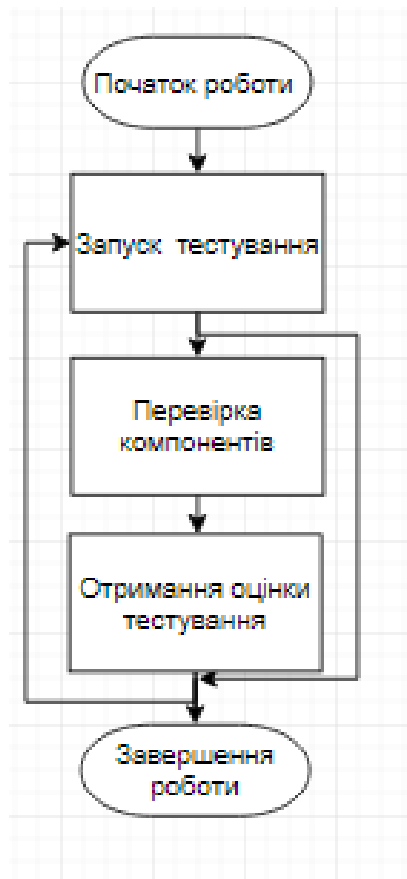 Початок роботи
Запуск тестування
Перевірка
компонентів
Отримання оцінки
тестування
Завершення
роботи